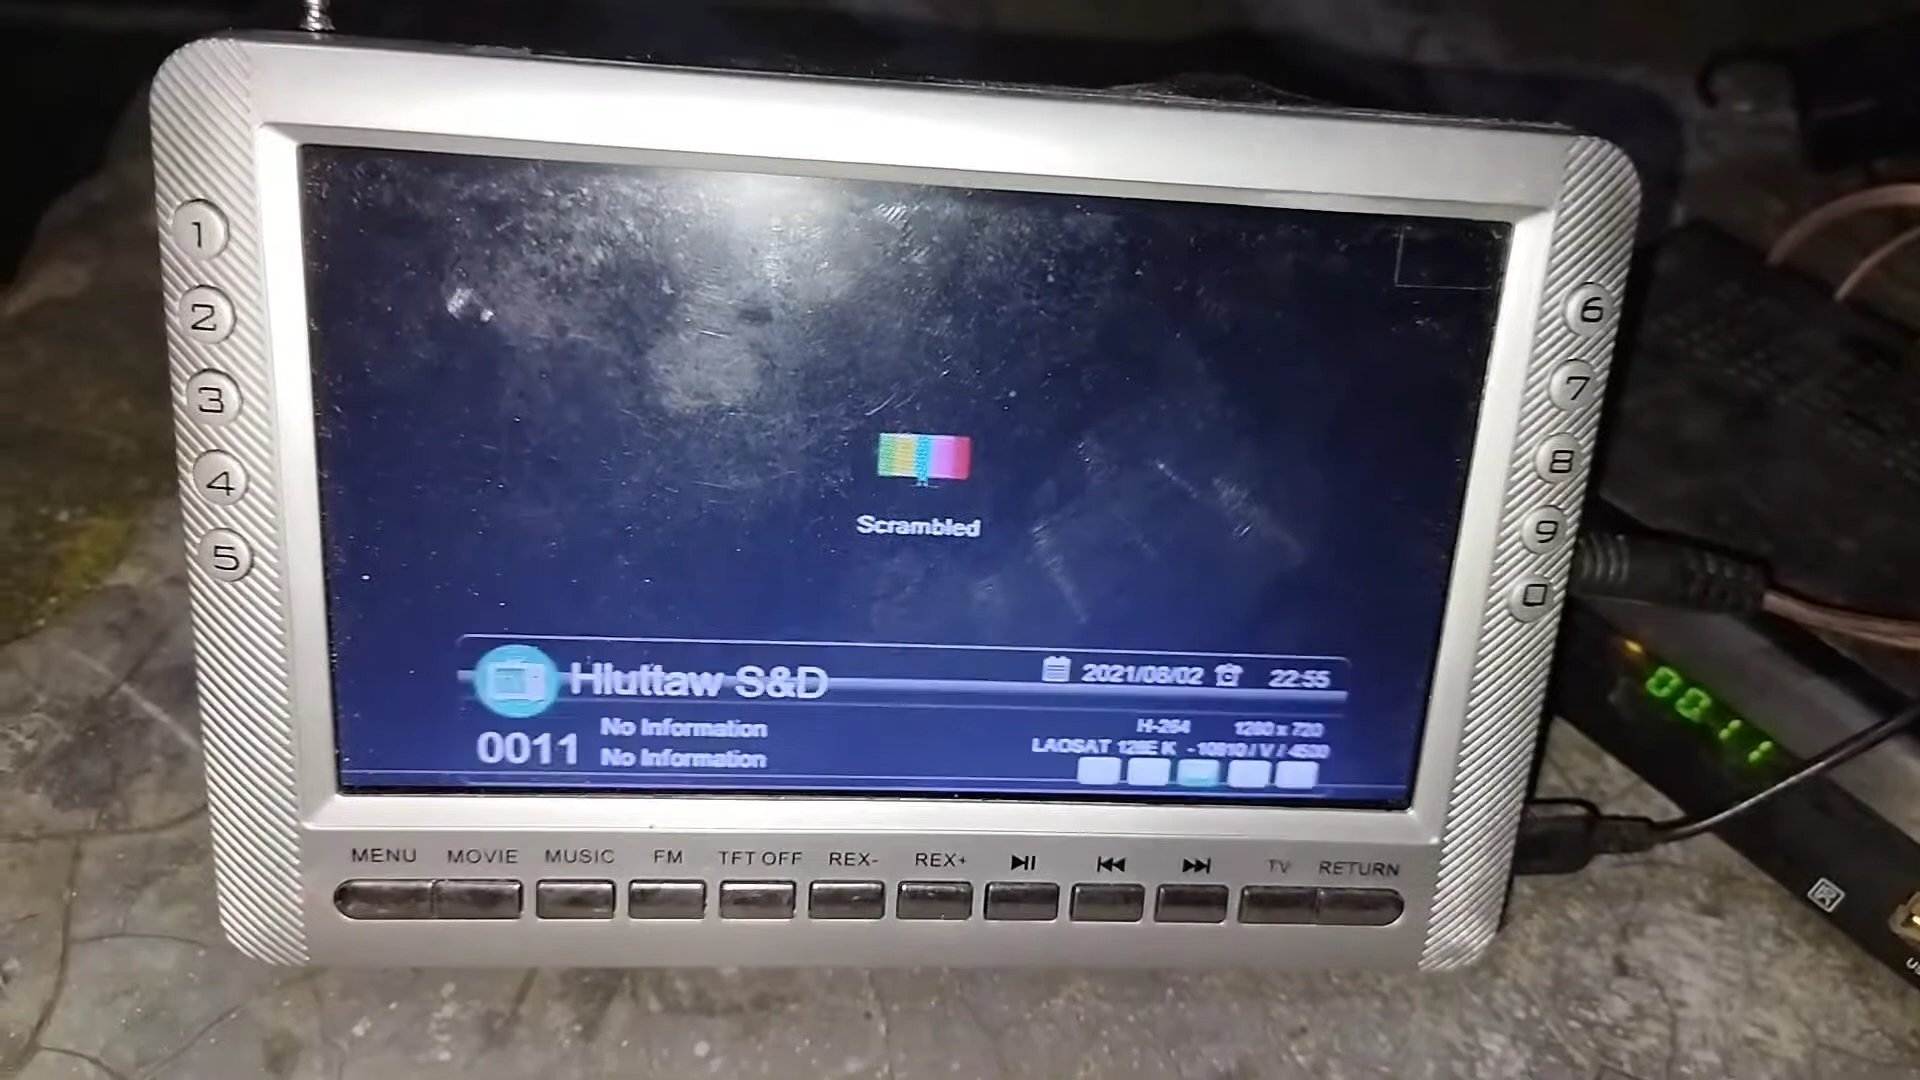 1
2
3
4
5
6
7
8
9
0
Scrambled
Hluttaw S&D
2021/08/02 22:55
0011
No Information
No Information
H-264 1280 x 720
LAOSAT 128E K -10810 / V / 4500
MENU MOVIE MUSIC FM TFT OFF REX- REX+ TV RETURN
0011